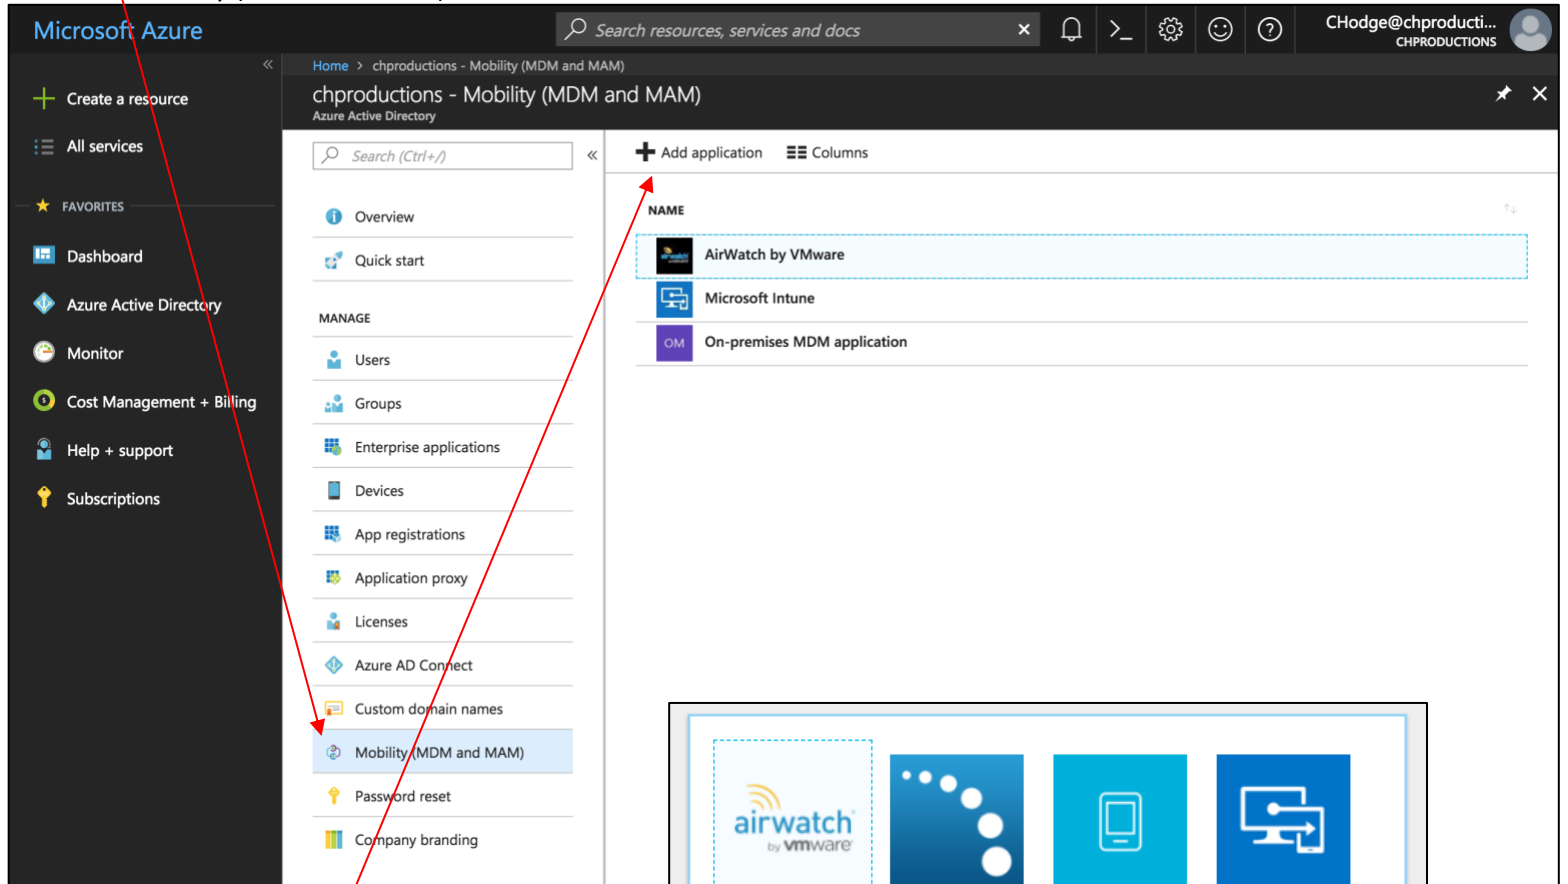 Microsoft Azure
Search resources, services and docs
CHodge@chproducti...
CHPRODUCTIONS
Create a resource
All services
FAVORITES
Dashboard
Azure Active Directory
Monitor
Cost Management + Billing
Help + support
Subscriptions
Home > chproductions - Mobility (MDM and MAM)
chproductions - Mobility (MDM and MAM)
Azure Active Directory
Search (Ctrl+/)
Overview
Quick start
MANAGE
Users
Groups
Enterprise applications
Devices
App registrations
Application proxy
Licenses
Azure AD Connect
Custom domain names
Mobility (MDM and MAM)
Password reset
Company branding
Add application Columns
NAME
airwatch
AirWatch by VMware
Microsoft Intune
OM On-premises MDM application
airwatch
by vmware